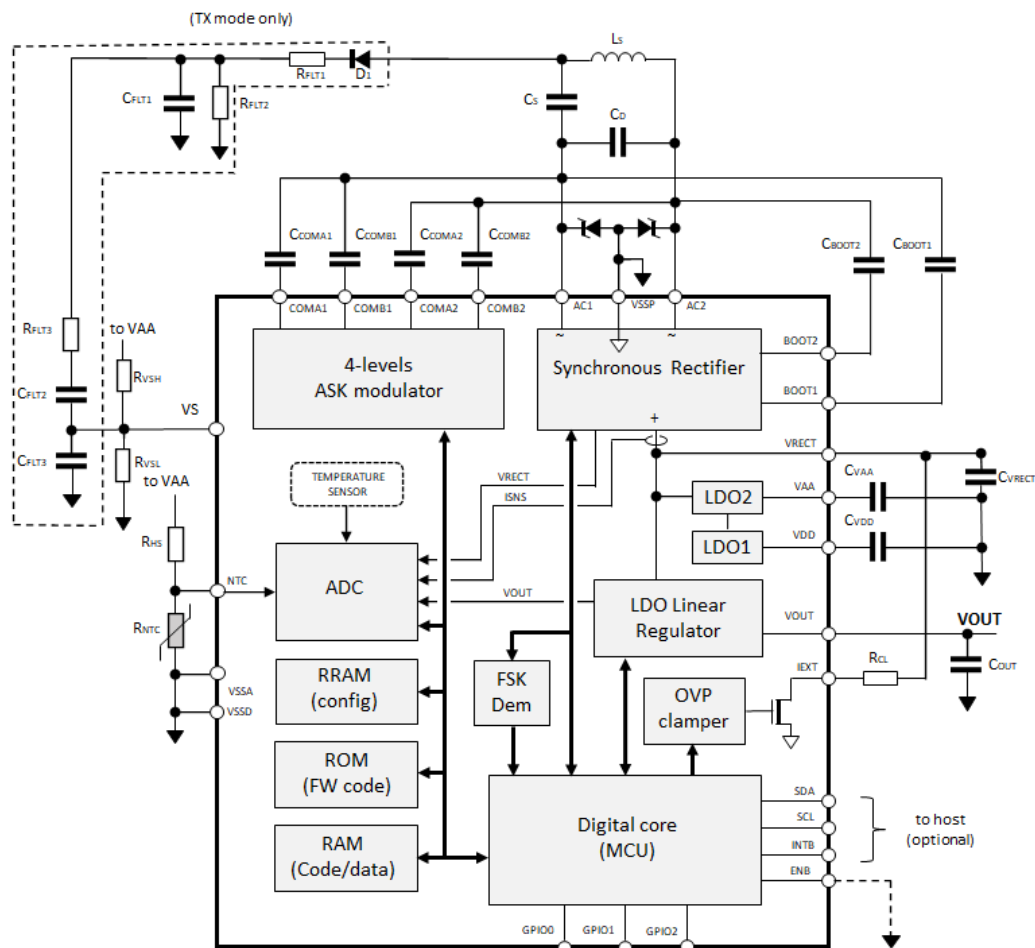 (TX mode only)
LS
RFLT1
D1
CFLT1
RFLT2
CS
CD
CCOMA1
CCOMB1
CCOMA2
CCOMB2
CBOOT2
CBOOT1
COMA1
COMB1
COMA2
COMB2
AC1
VSSP
AC2
RFLT3
to VAA
RVSH
CFLT2
VS
CFLT3
RVSL
to VAA
4-levels
ASK modulator
~
~
Synchronous Rectifier
+
BOOT2
BOOT1
VRECT
TEMPERATURE
SENSOR
VRECT
ISNS
LDO2
VAA
CVAA
CVRECT
LDO1
VDD
CVDD
RHS
NTC
ADC
VOUT
LDO Linear
Regulator
VOUT
VOUT
RNTC
COUT
IEXT
RCL
VSSA
VSSD
RRAM
(config)
FSK
Dem
OVP
clamper
ROM
(FW code)
RAM
(Code/data)
Digital core
(MCU)
SDA
SCL
INTB
ENB
to host
(optional)
GPIO0
GPIO1
GPIO2